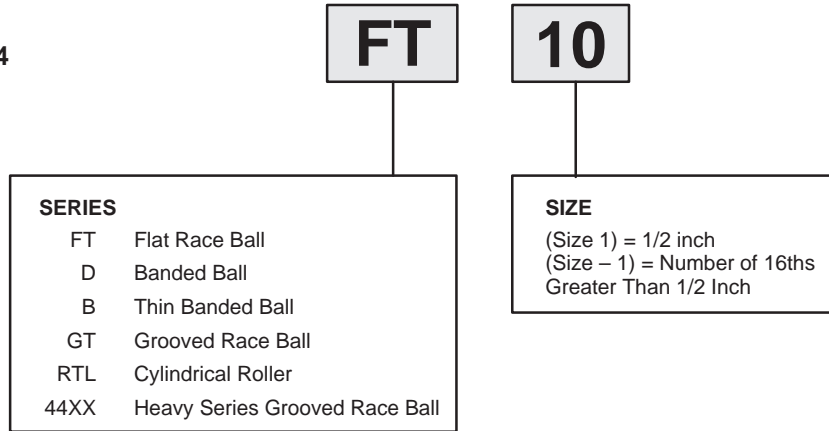 4
FT 10
SERIES
FT Flat Race Ball
D Banded Ball
B Thin Banded Ball
GT Grooved Race Ball
RTL Cylindrical Roller
44XX Heavy Series Grooved Race Ball
SIZE
(Size 1) = 1/2 inch
(Size – 1) = Number of 16ths
Greater Than 1/2 Inch